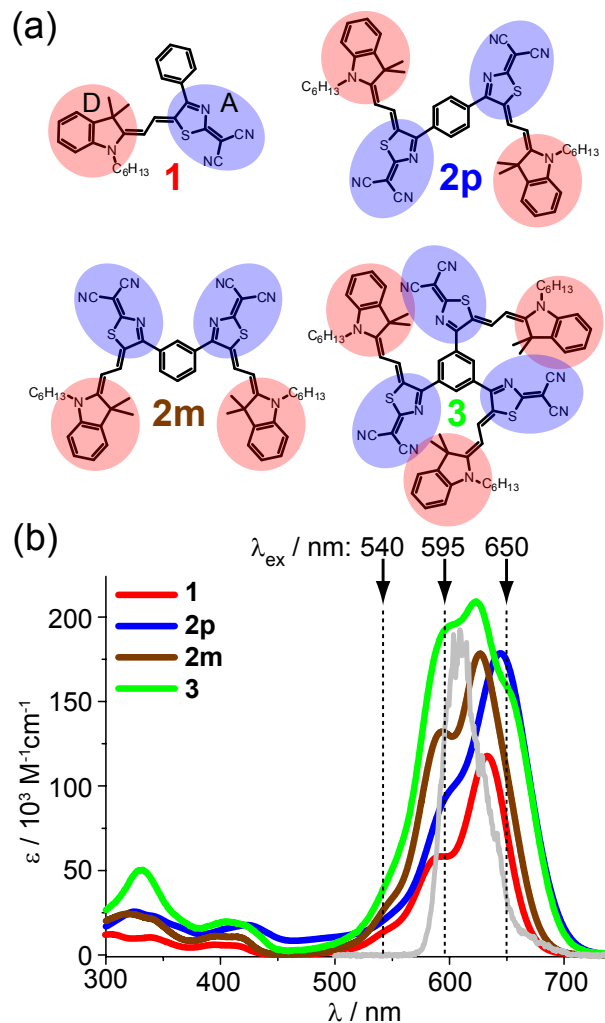 (a)
D
A
N
S
N
CN
NC
C₆H₁₃
1
N
C₆H₁₃
NC
CN
N
S
S
N
NC
CN
N
C₆H₁₃
2p
NC
CN
NC
CN
S
N
N
S
C₆H₁₃
N
N
C₆H₁₃
2m
NC
CN
N
S
C₆H₁₃
N
N
C₆H₁₃
S
N
N
S
CN
NC
NC
CN
N
C₆H₁₃
3
(b)
λex / nm: 540 595 650
1
2p
2m
3
200
150
100
50
0
ε / 10³ M⁻¹cm⁻¹
300 400 500 600 700
λ / nm